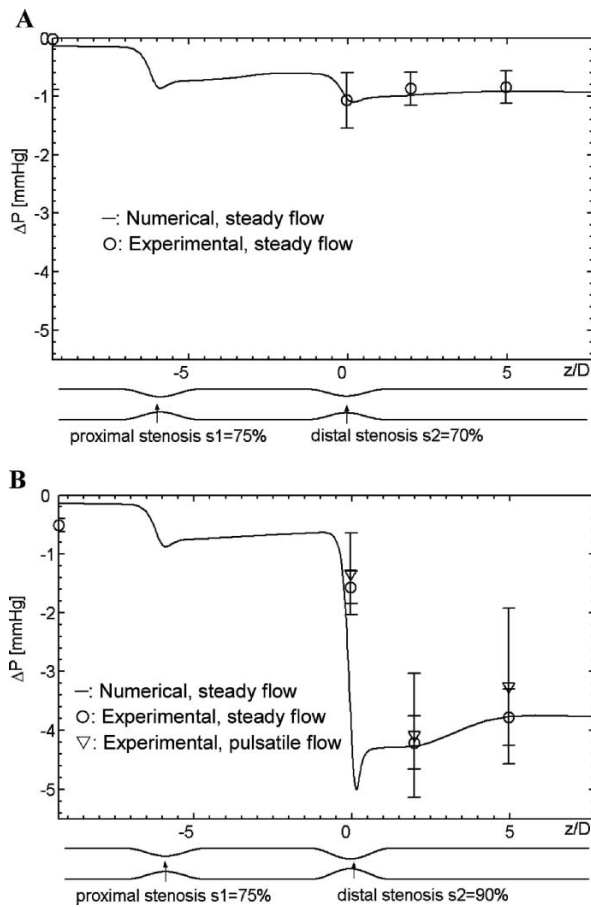 A
0
-1
-2
-3
-4
-5
ΔP [mmHg]
—: Numerical, steady flow
O: Experimental, steady flow
-5 0 5 z/D
proximal stenosis s1=75% distal stenosis s2=70%
B
0
-1
-2
-3
-4
-5
ΔP [mmHg]
—: Numerical, steady flow
O: Experimental, steady flow
▽: Experimental, pulsatile flow
-5 0 5 z/D
proximal stenosis s1=75% distal stenosis s2=90%